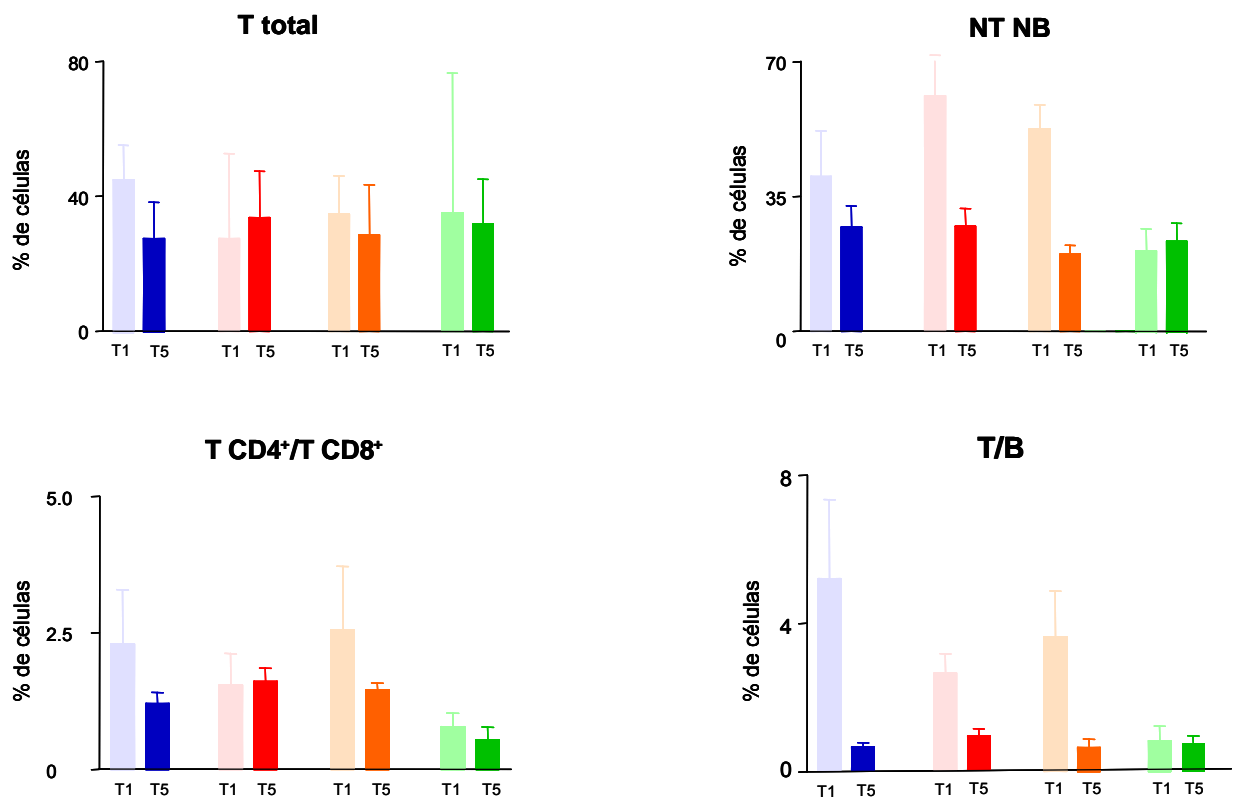 T total
80
40
0
% de células
T1 T5 T1 T5 T1 T5 T1 T5
NT NB
70
35
0
% de células
T1 T5 T1 T5 T1 T5 T1 T5
T CD4⁺/T CD8⁺
5.0
2.5
0
% de células
T1 T5 T1 T5 T1 T5 T1 T5
T/B
8
4
0
% de células
T1 T5 T1 T5 T1 T5 T1 T5